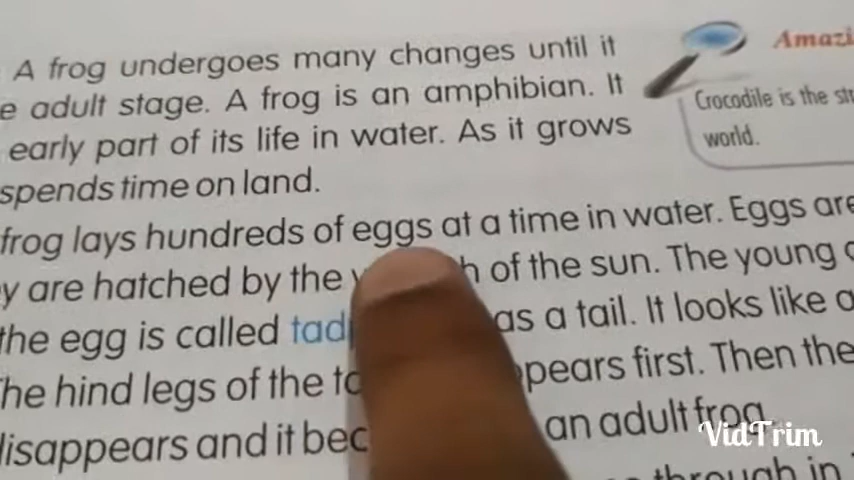 A frog undergoes many changes until it
Amazi
e adult stage. A frog is an amphibian. It
Crocodile is the str
early part of its life in water. As it grows
world.
spends time on land.
frog lays hundreds of eggs at a time in water. Eggs are
y are hatched by the h of the sun. The young
the egg is called tad as a tail. It looks like a
he hind legs of the appears first. Then the
disappears and it bec an adult frog.
through in
VidTrim